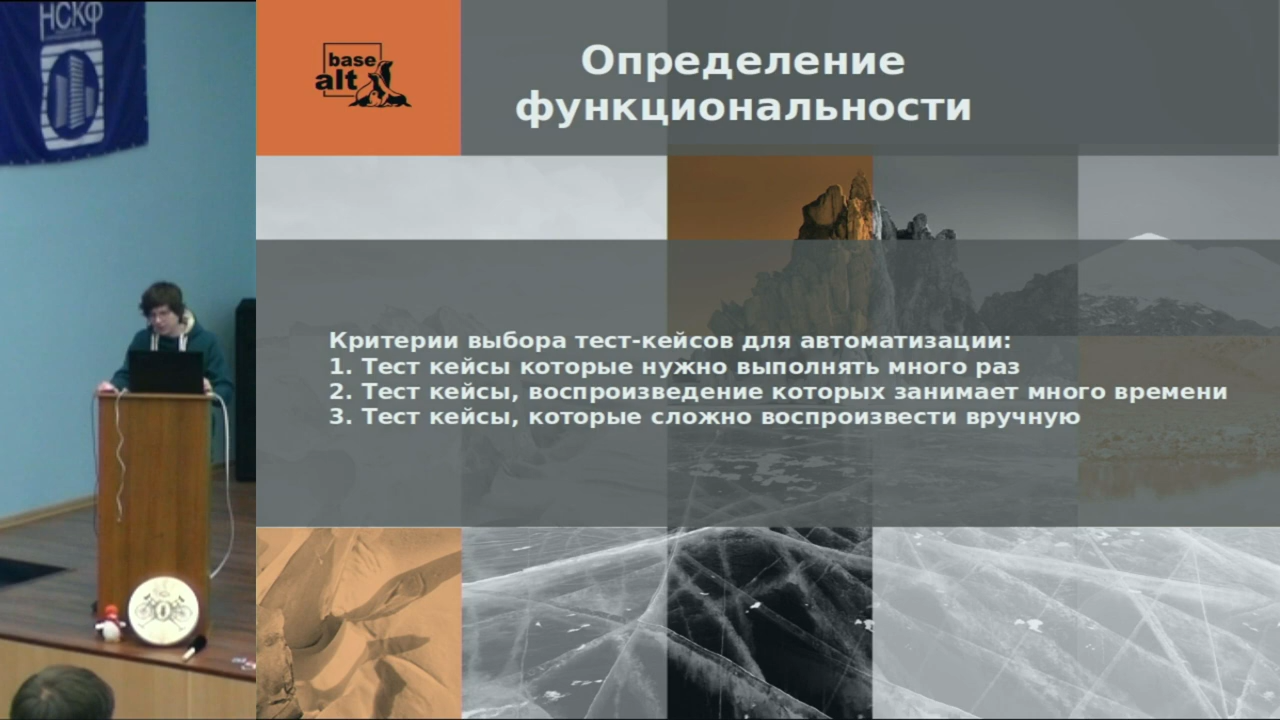 НСКФ
base
alt
Определение
функциональности
Критерии выбора тест-кейсов для автоматизации:
1. Тест кейсы которые нужно выполнять много раз
2. Тест кейсы, воспроизведение которых занимает много времени
3. Тест кейсы, которые сложно воспроизвести вручную